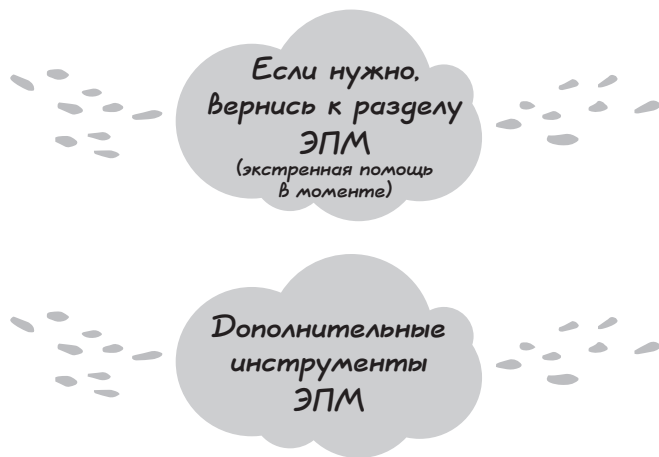 Если нужно,
вернись к разделу
ЭПМ
(экстренная помощь
в моменте)
Дополнительные
инструменты
ЭПМ